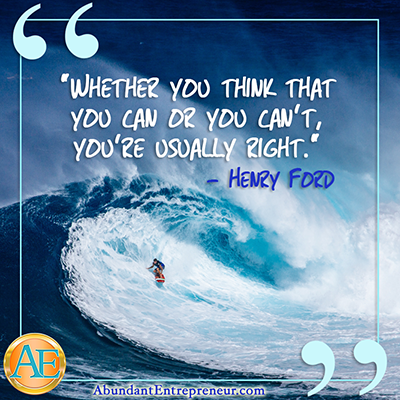 “Whether you think that
you can or you can't,
you're usually right.“
– Henry Ford
AE
AbundantEntrepreneur.com